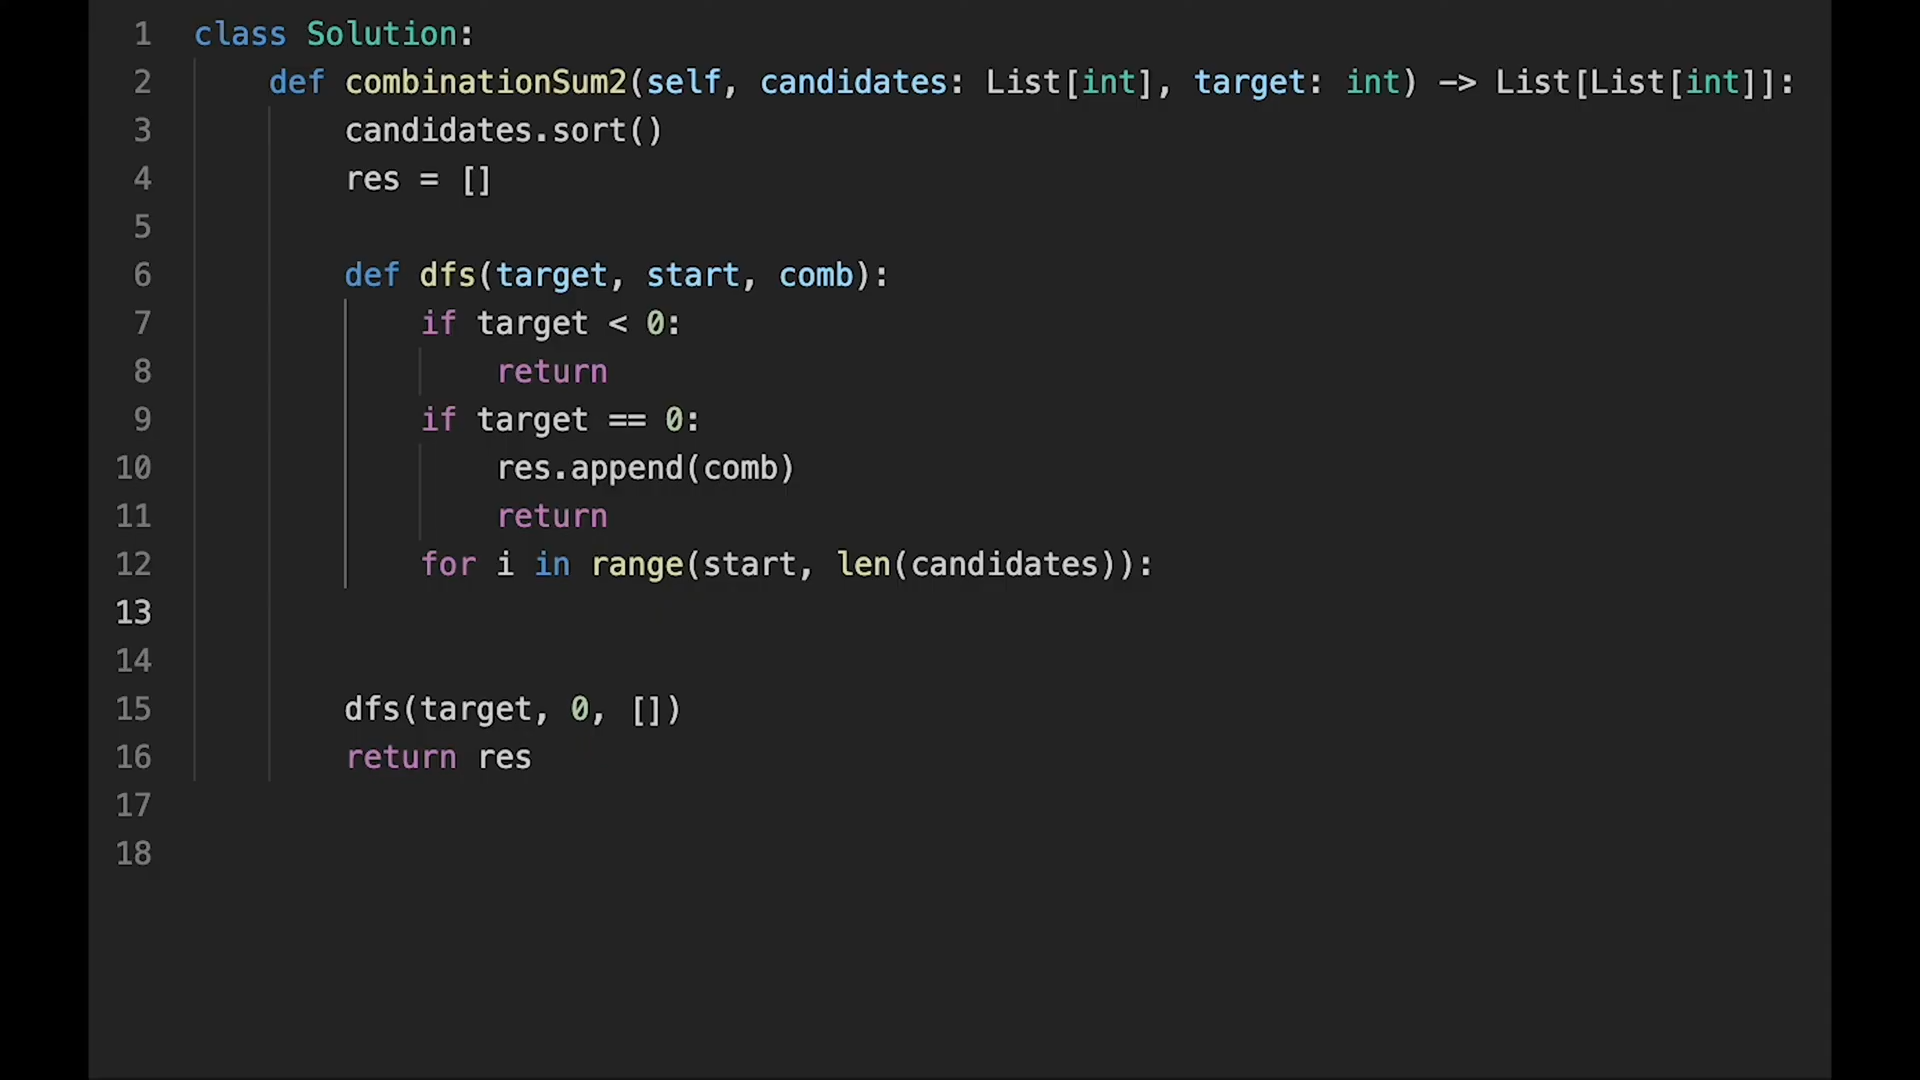 1 class Solution:
2 def combinationSum2(self, candidates: List[int], target: int) -> List[List[int]]:
3 candidates.sort()
4 res = []
5
6 def dfs(target, start, comb):
7 if target < 0:
8 return
9 if target == 0:
10 res.append(comb)
11 return
12 for i in range(start, len(candidates)):
13
14
15 dfs(target, 0, [])
16 return res
17
18